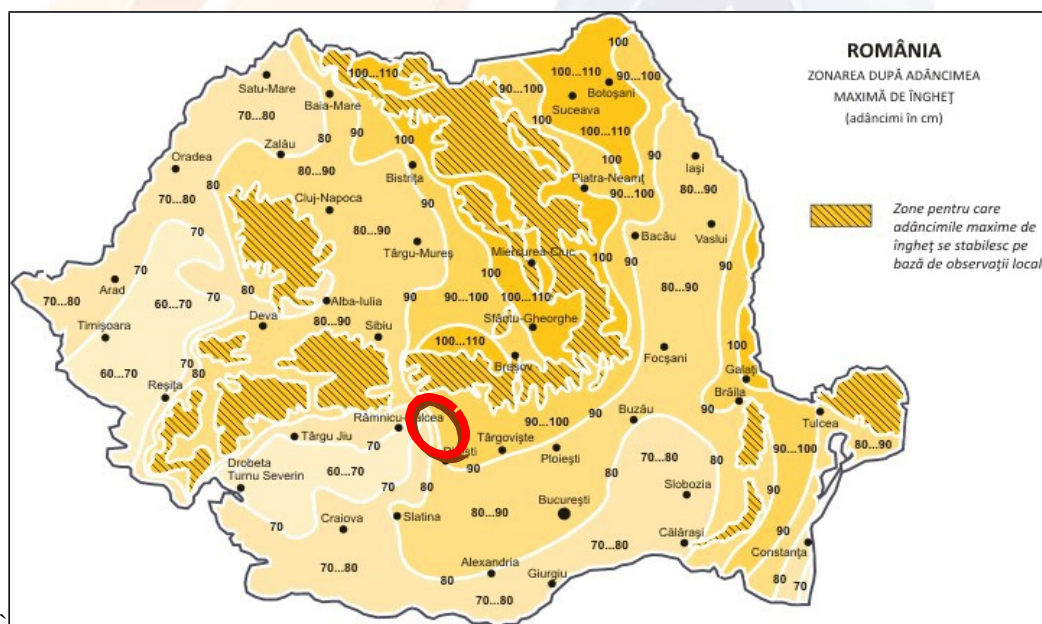 ROMÂNIA
ZONAREA DUPĂ ADÂNCIMEA
MAXIMĂ DE ÎNGHEȚ
(adâncimi în cm)
Zone pentru care
adâncimile maxime de
îngheț se stabilesc pe
bază de observații locale
100
100...110
90...100
Satu-Mare
Botoșani
Baia-Mare
Suceava
90...100
70...80
100
100...110
80
90
Zalău
100
100
90
Iași
Oradea
80...90
Bistrița
Piatra-Neamț
80...90
80
90...100
70...80
Cluj-Napoca
90
Vaslui
70
80...90
Târgu-Mureș
Miercurea-Ciuc
Bacău
100
100
90
90
70
70
80
90
90...100
100...110
80...90
Arad
60...70
70...80
Alba-Iulia
Deva
80...90
Sfântu-Gheorghe
Timișoara
Sibiu
100...110
Focșani
100
70
Brașov
Galați
60...70
80
Reșița
Brăila
90
90
Buzău
Râmnicu-
Tulcea
90...100
Târgu Jiu
70
Târgoviște
80...90
90...100
Ploiești
Drobeta
Turnu Severin
60...70
90
80
70...80
80
90
70
80
Slobozia
București
70
Craiova
Slatina
80...90
90
Călărași
Constanța
70...80
70...80
Alexandria
80
Giurgiu
80
70
70...80